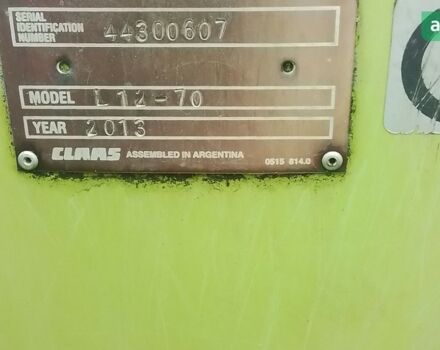 SERIAL
IDENTIFICATION
NUMBER
44300607
MODEL L12-70
YEAR 2013
CLAAS ASSEMBLED IN ARGENTINA 0515 814.0
a